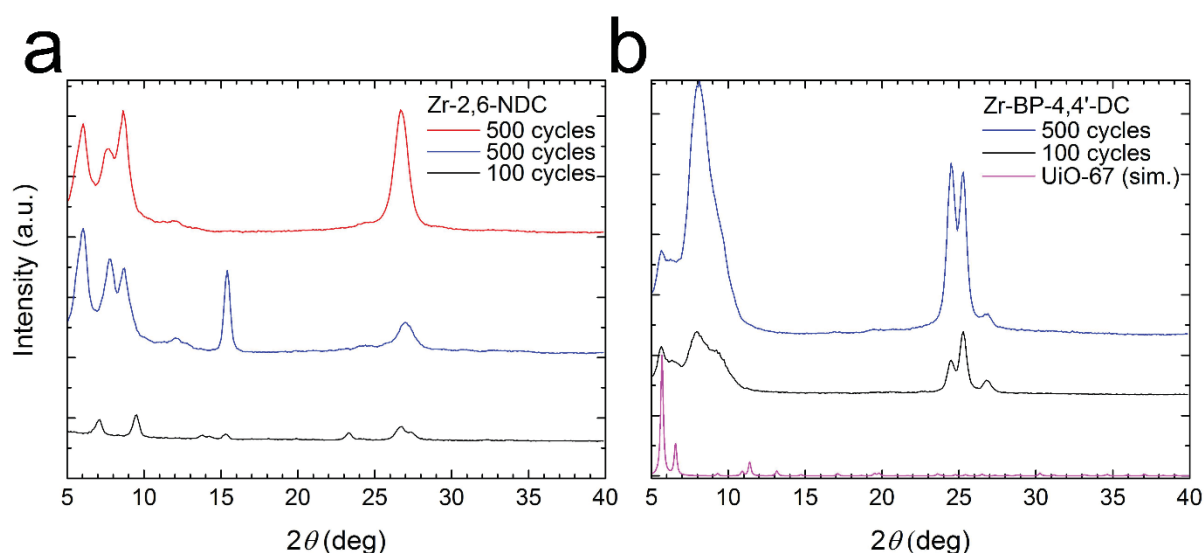 a
Zr-2,6-NDC
500 cycles
500 cycles
100 cycles
Intensity (a.u.)
5 10 15 20 25 30 35 40
2θ (deg)
b
Zr-BP-4,4'-DC
500 cycles
100 cycles
UiO-67 (sim.)
5 10 15 20 25 30 35 40
2θ (deg)